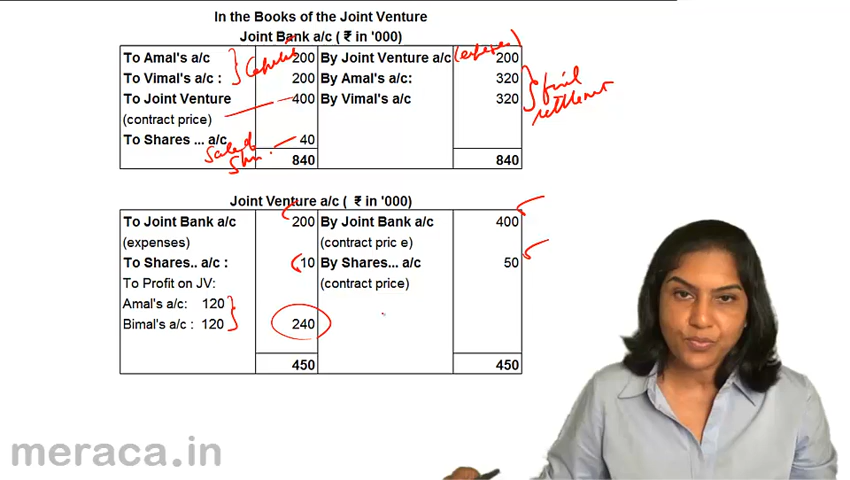 In the Books of the Joint Venture
Joint Bank a/c ( ₹ in '000)
To Amal's a/c 200 By Joint Venture a/c (expenses) 200
To Vimal's a/c : 200 By Amal's a/c: 320
To Joint Venture 400 By Vimal's a/c 320
(contract price)
To Shares ... a/c 40
840 840
Capital
Sale of
final
settlement
Joint Venture a/c ( ₹ in '000)
To Joint Bank a/c 200 By Joint Bank a/c 400
(expenses) (contract pric e)
To Shares.. a/c : 10 By Shares... a/c 50
To Profit on JV: (contract price)
Amal's a/c: 120
Bimal's a/c : 120 240
450 450
meraca.in